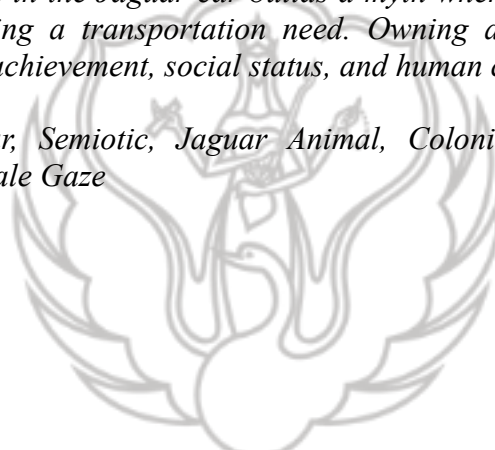 in the Jaguar car builds a myth
ing a transportation need. Owning a
achievement, social status, and human
r, Semiotic, Jaguar Animal, Coloni
ale Gaze